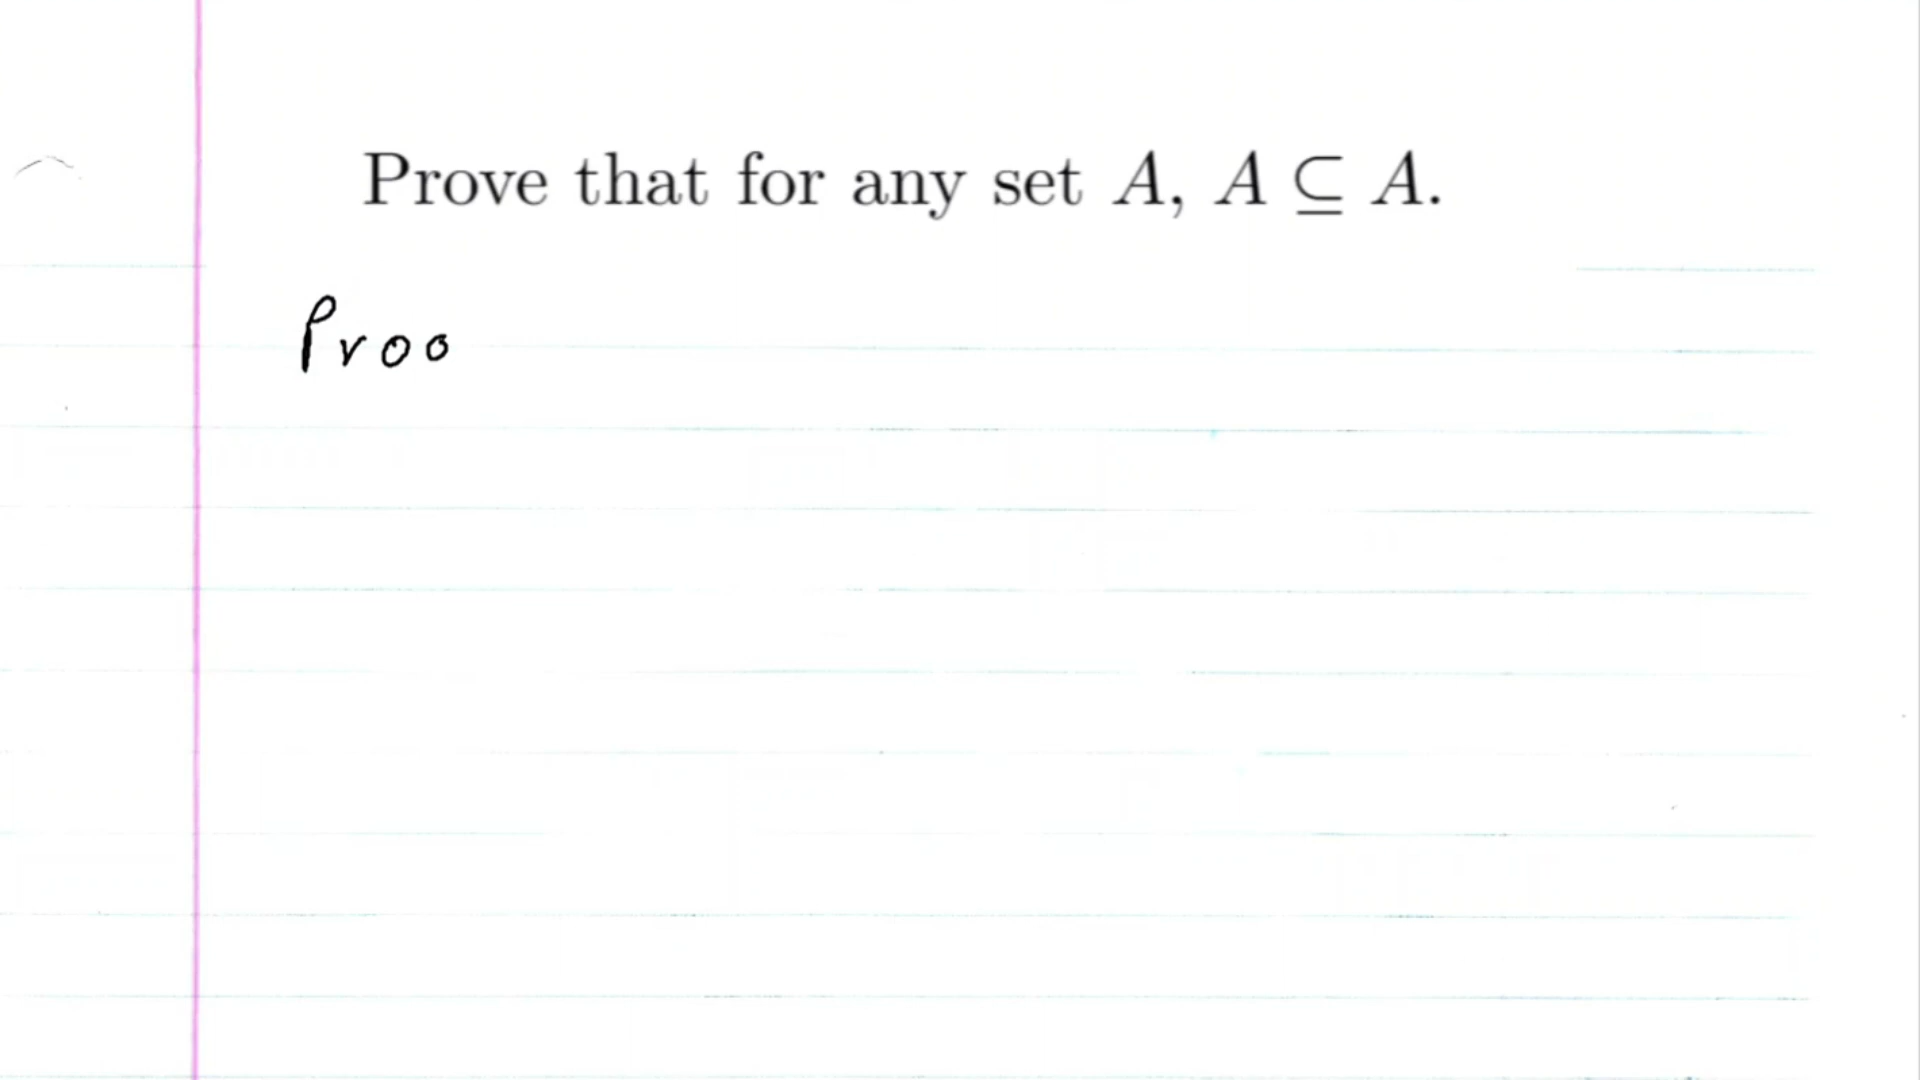 Prove that for any set A, A ⊆ A.
Proo